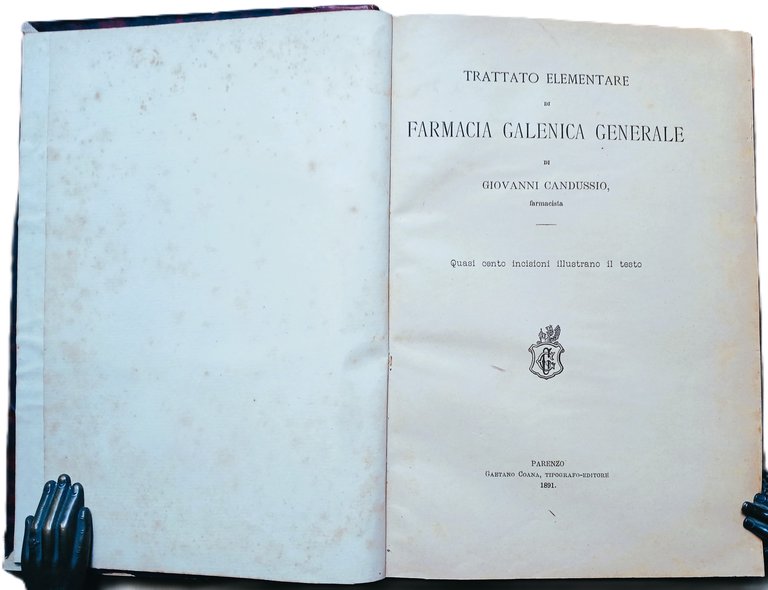 TRATTATO ELEMENTARE
DI
FARMACIA GALENICA GENERALE
DI
GIOVANNI CANDUSSIO,
farmacista
Quasi cento incisioni illustrano il testo
PARENZO
GAETANO COANA, TIPOGRAFO-EDITORE
1891.